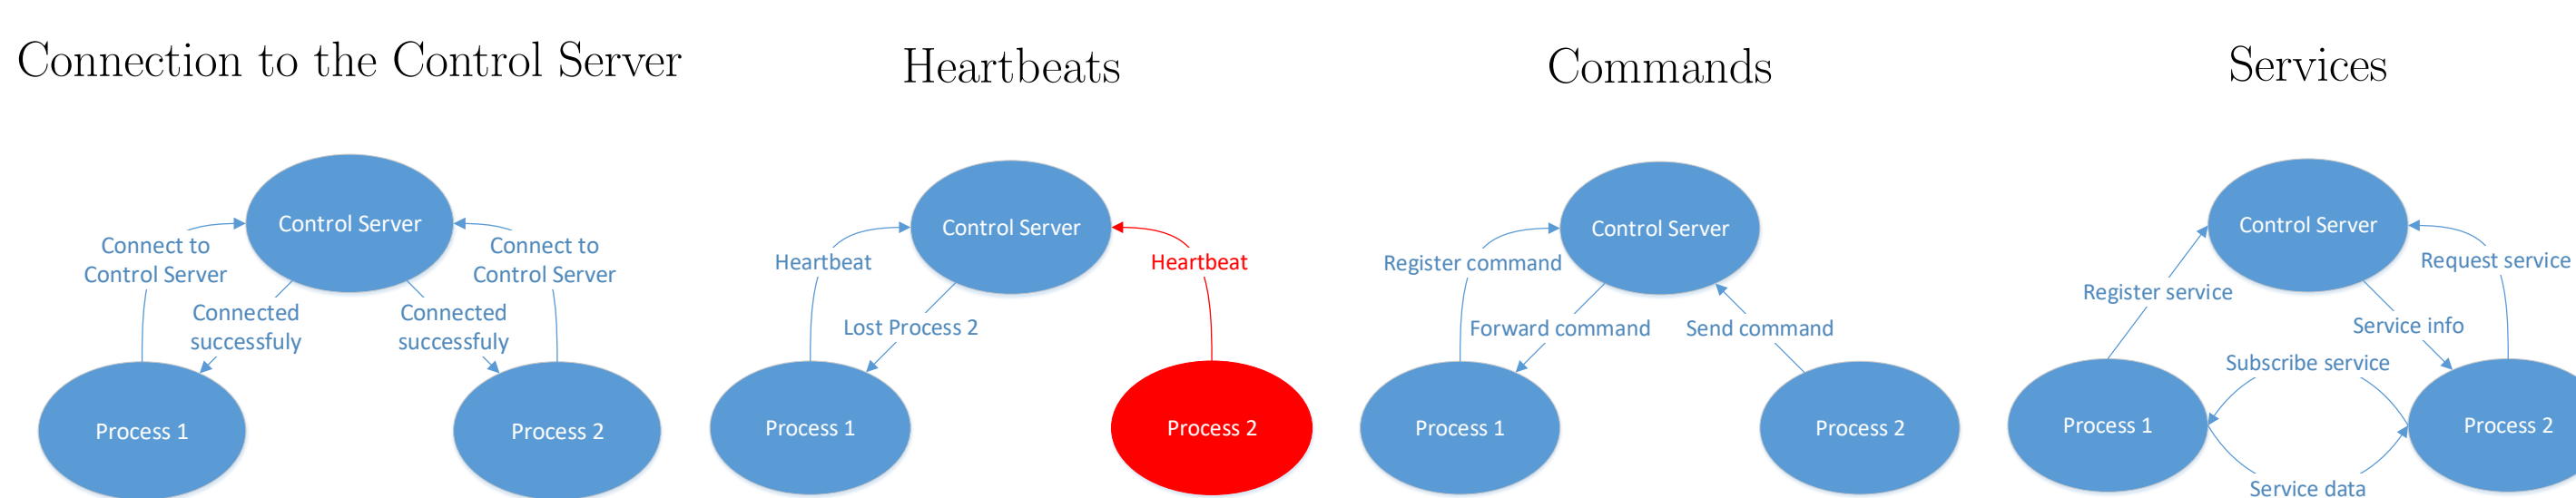 Connection to the Control Server
Control Server
Connect to
Control Server
Connect to
Control Server
Connected
successfuly
Connected
successfuly
Process 1
Process 2
Heartbeats
Control Server
Heartbeat
Heartbeat
Lost Process 2
Process 1
Process 2
Commands
Control Server
Register command
Forward command
Send command
Process 1
Process 2
Services
Control Server
Request service
Register service
Service info
Subscribe service
Process 1
Process 2
Service data